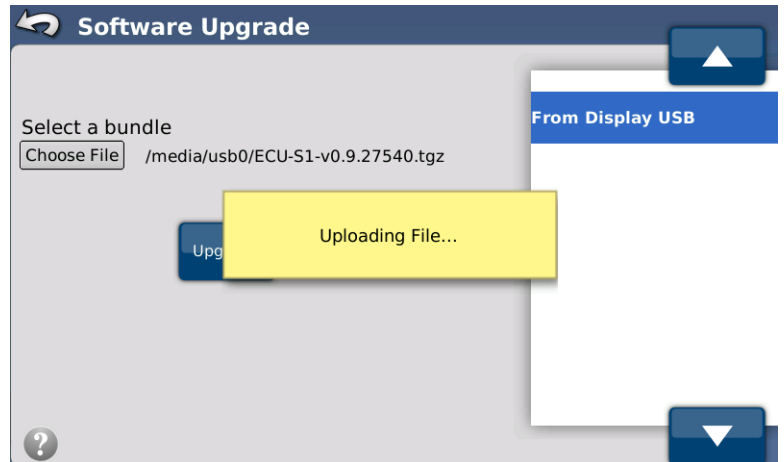 Software Upgrade
Select a bundle
Choose File /media/usb0/ECU-S1-v0.9.27540.tgz
Upg
Uploading File...
From Display USB
?